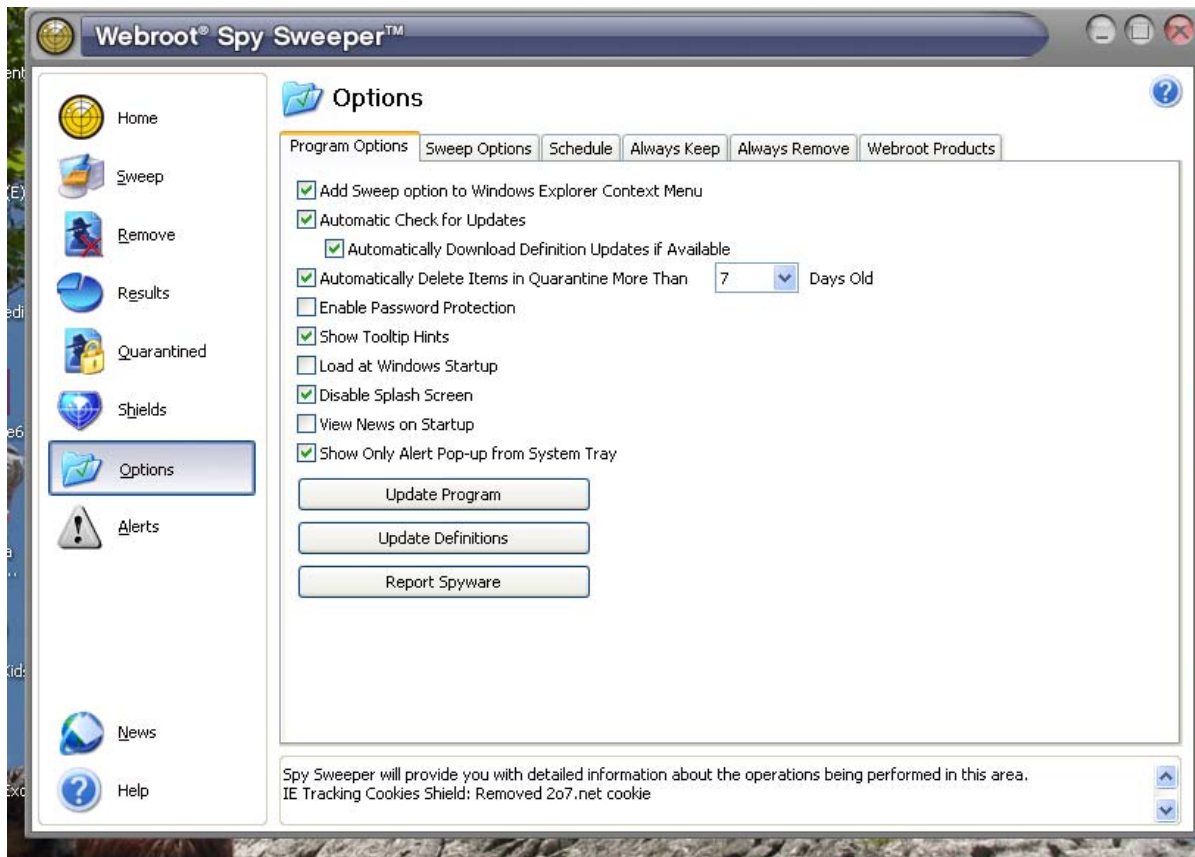 Webroot® Spy Sweeper™
Home
Sweep
Remove
Results
Quarantined
Shields
Options
Alerts
News
Help
Options
Program Options Sweep Options Schedule Always Keep Always Remove Webroot Products
Add Sweep option to Windows Explorer Context Menu
Automatic Check for Updates
Automatically Download Definition Updates if Available
Automatically Delete Items in Quarantine More Than 7 Days Old
Enable Password Protection
Show Tooltip Hints
Load at Windows Startup
Disable Splash Screen
View News on Startup
Show Only Alert Pop-up from System Tray
Update Program
Update Definitions
Report Spyware
Spy Sweeper will provide you with detailed information about the operations being performed in this area.
IE Tracking Cookies Shield: Removed 2o7.net cookie